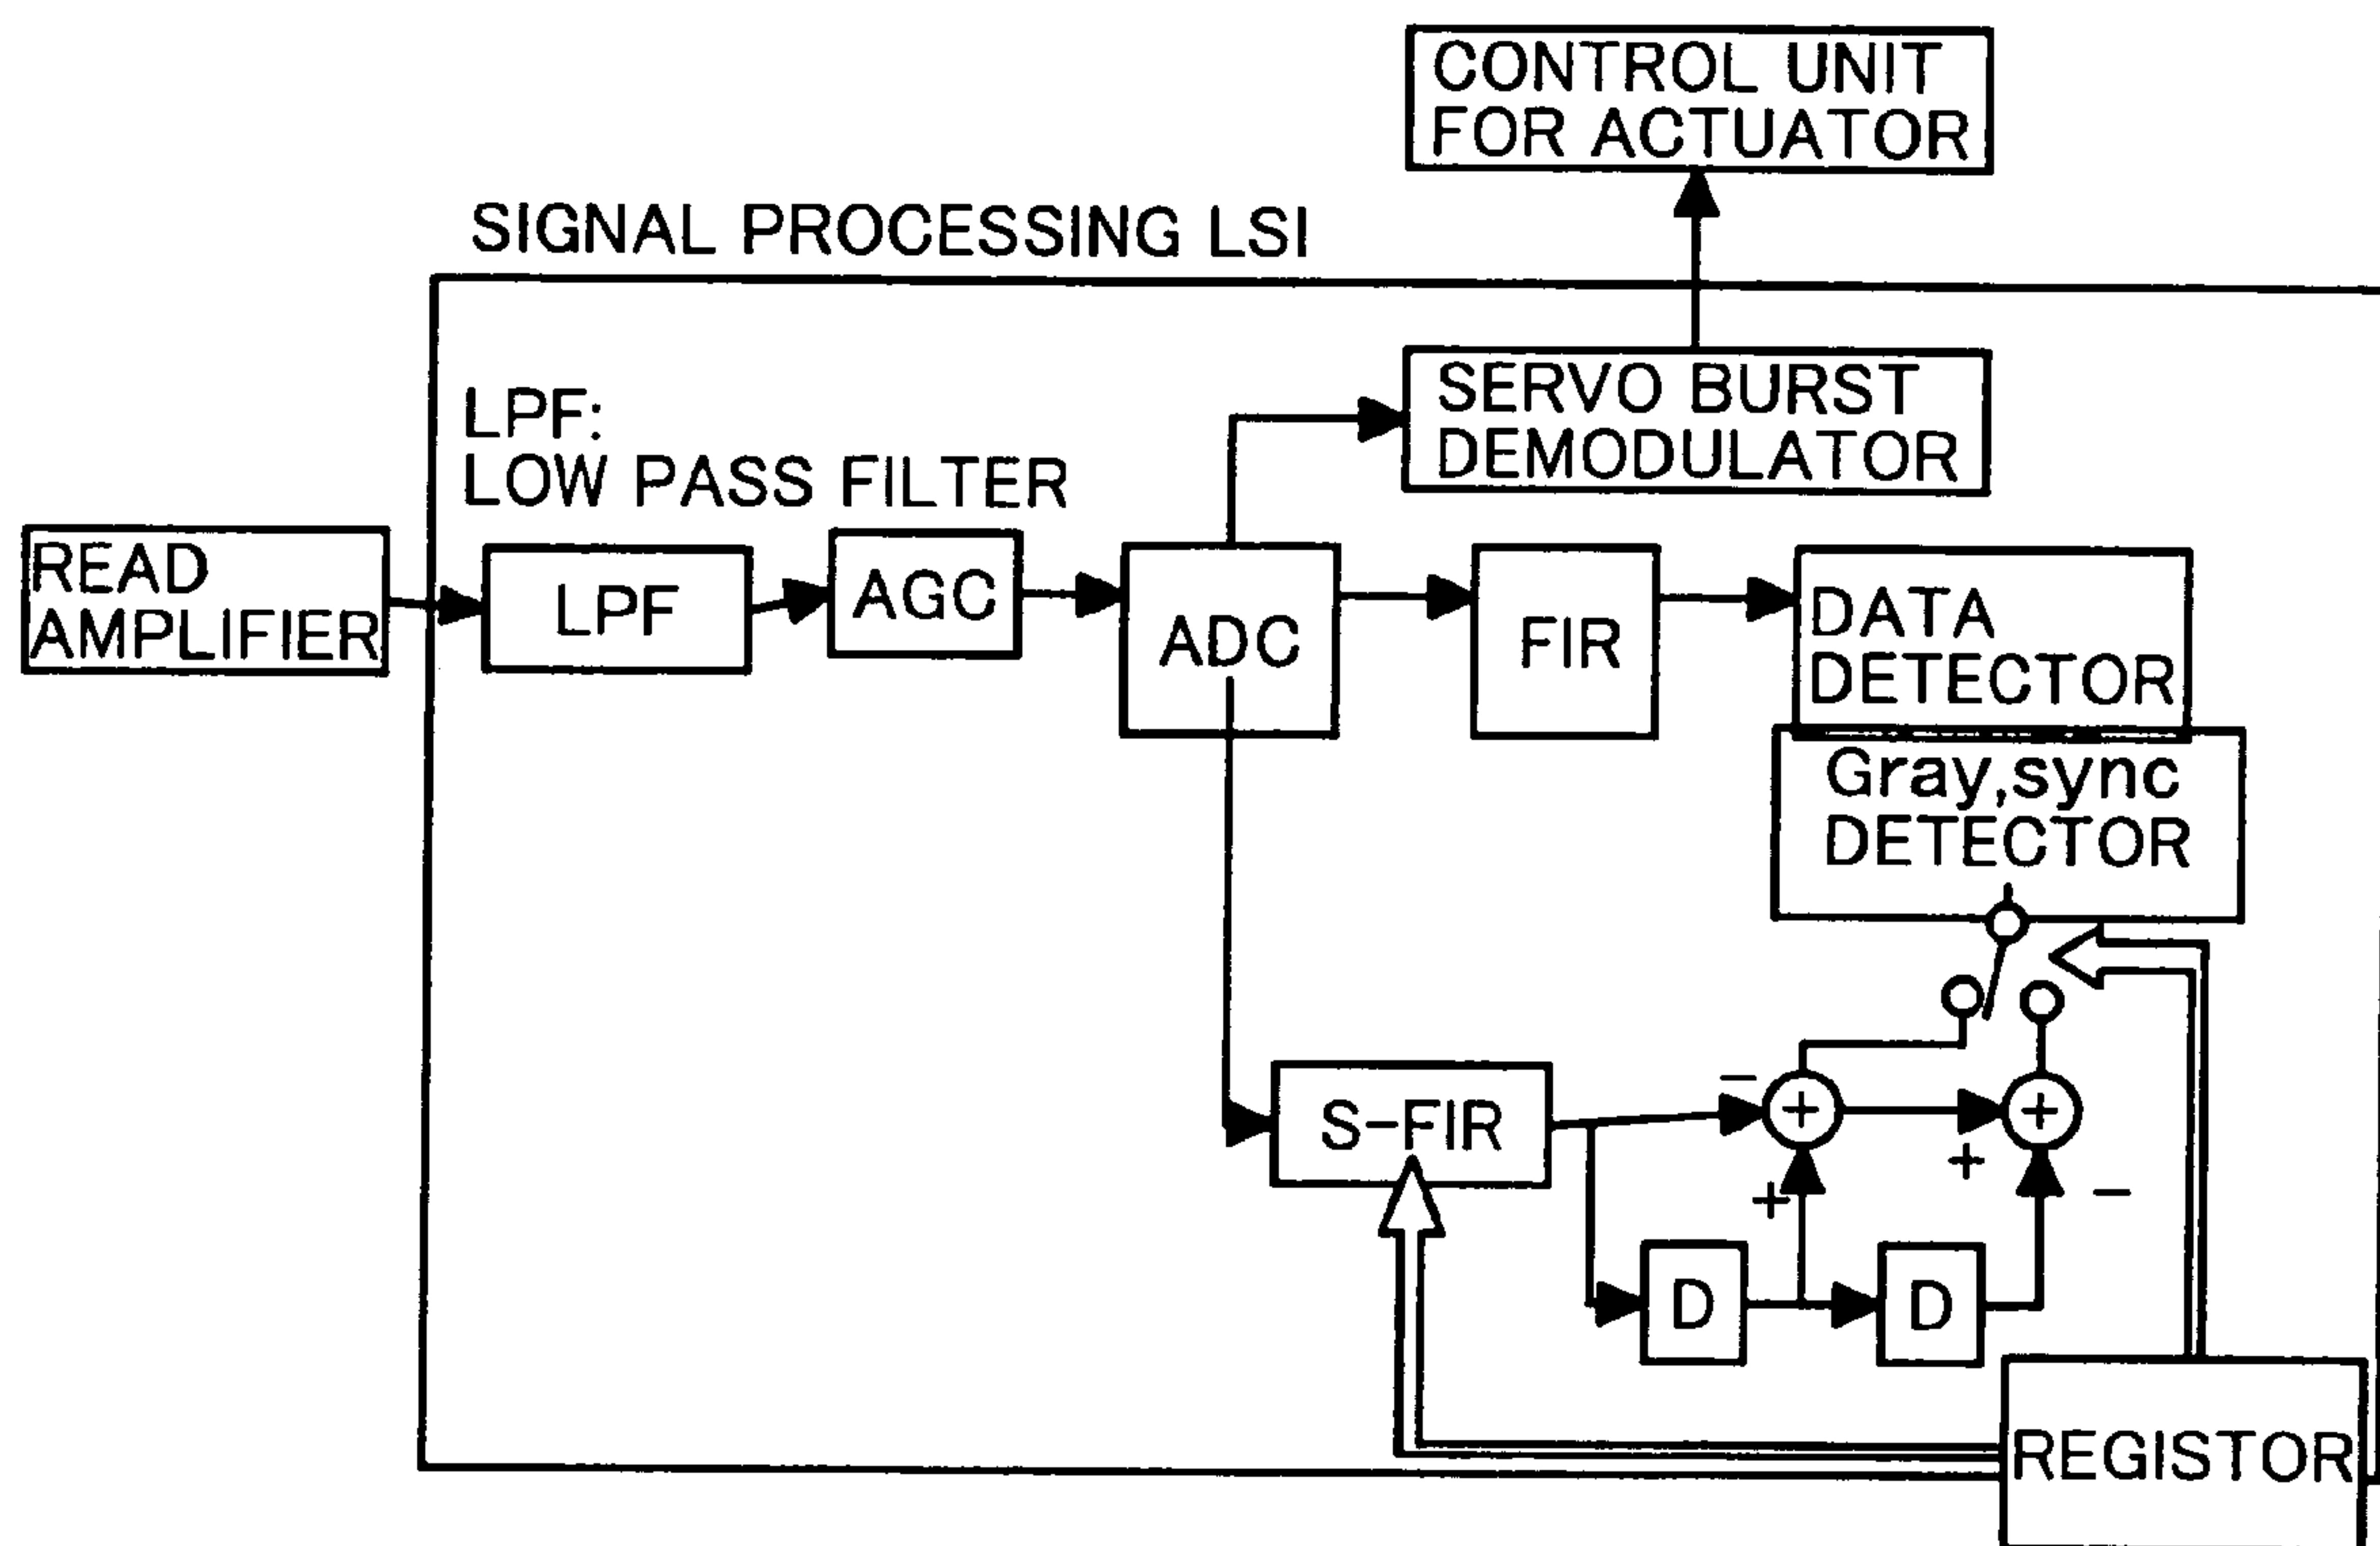 CONTROL UNIT
FOR ACTUATOR
SIGNAL PROCESSING LSI
SERVO BURST
DEMODULATOR
LPF:
LOW PASS FILTER
READ
AMPLIFIER
LPF
AGC
ADC
FIR
DATA
DETECTOR
Gray,sync
DETECTOR
S-FIR
−
+
+
+
+
−
D
D
REGISTOR